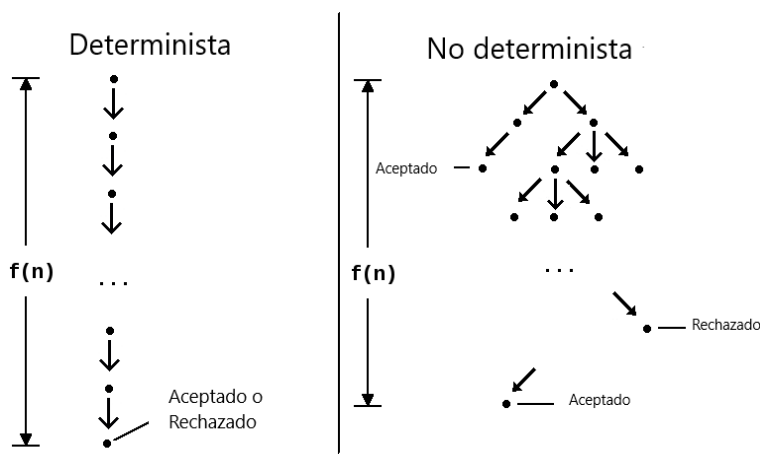 Determinista
f(n)
...
Aceptado o
Rechazado
No determinista
Aceptado
f(n)
...
Rechazado
Aceptado